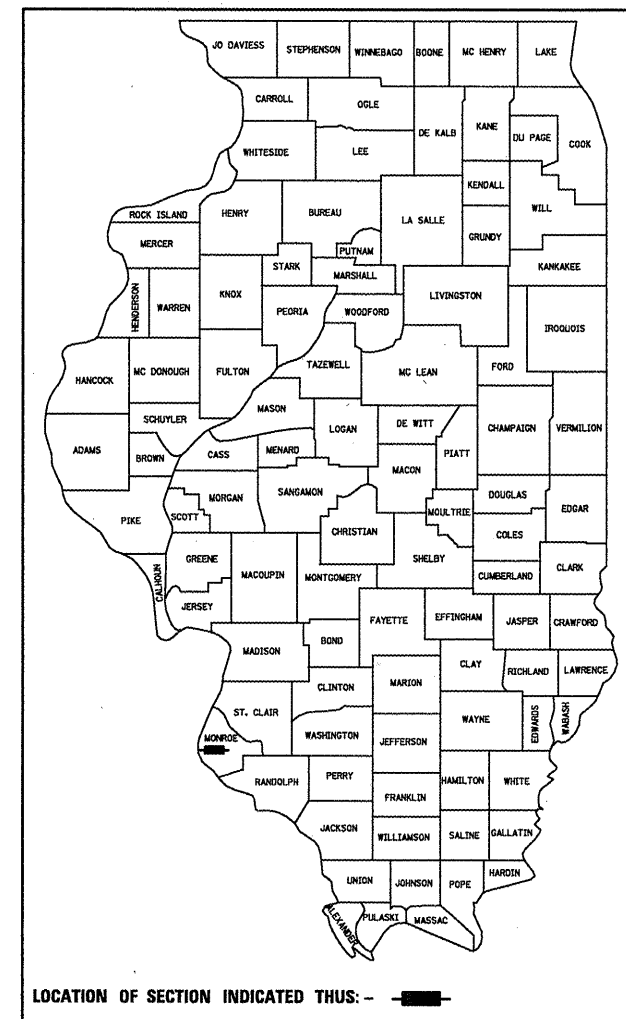 JO DAVIESS STEPHENSON WINNEBAGO BOONE MC HENRY LAKE
CARROLL OGLE DE KALB KANE DU PAGE COOK
WHITESIDE LEE
KENDALL
ROCK ISLAND HENRY BUREAU LA SALLE WILL
MERCER PUTNAM GRUNDY
STARK MARSHALL KANKAKEE
HENDERSON WARREN KNOX PEORIA WOODFORD LIVINGSTON
IROQUOIS
HANCOCK MC DONOUGH FULTON TAZEWELL MC LEAN FORD
MASON
SCHUYLER LOGAN DE WITT CHAMPAIGN VERMILION
ADAMS BROWN CASS MENARD PIATT
MACON
MORGAN SANGAMON DOUGLAS
PIKE SCOTT CHRISTIAN MOULTRIE EDGAR
COLES
CALHOUN GREENE MACOUPIN MONTGOMERY SHELBY CUMBERLAND CLARK
JERSEY
FAYETTE EFFINGHAM JASPER CRAWFORD
MADISON BOND
CLAY RICHLAND LAWRENCE
CLINTON MARION
ST. CLAIR WAYNE EDWARDS WABASH
MONROE WASHINGTON JEFFERSON
RANDOLPH PERRY HAMILTON WHITE
FRANKLIN
JACKSON WILLIAMSON SALINE GALLATIN
UNION JOHNSON POPE HARDIN
ALEXANDER PULASKI MASSAC
LOCATION OF SECTION INDICATED THUS: -